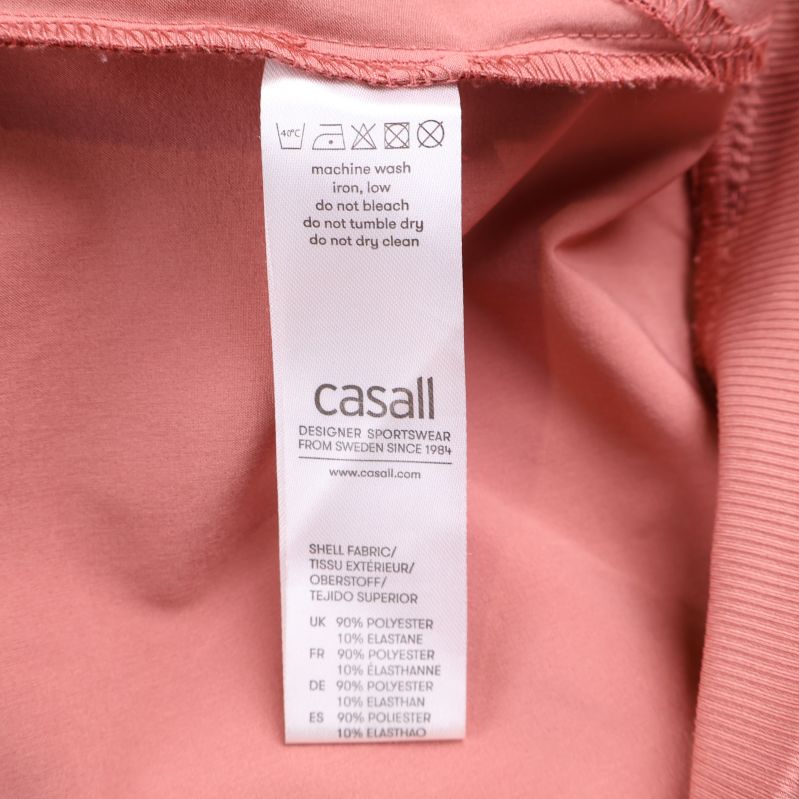 40°C
machine wash
iron, low
do not bleach
do not tumble dry
do not dry clean
casall
DESIGNER SPORTSWEAR
FROM SWEDEN SINCE 1984
www.casall.com
SHELL FABRIC/
TISSU EXTÉRIEUR/
OBERSTOFF/
TEJIDO SUPERIOR
UK 90% POLYESTER
10% ELASTANE
FR 90% POLYESTER
10% ÉLASTHANNE
DE 90% POLYESTER
10% ELASTHAN
ES 90% POLIESTER
10% ELASTHAO